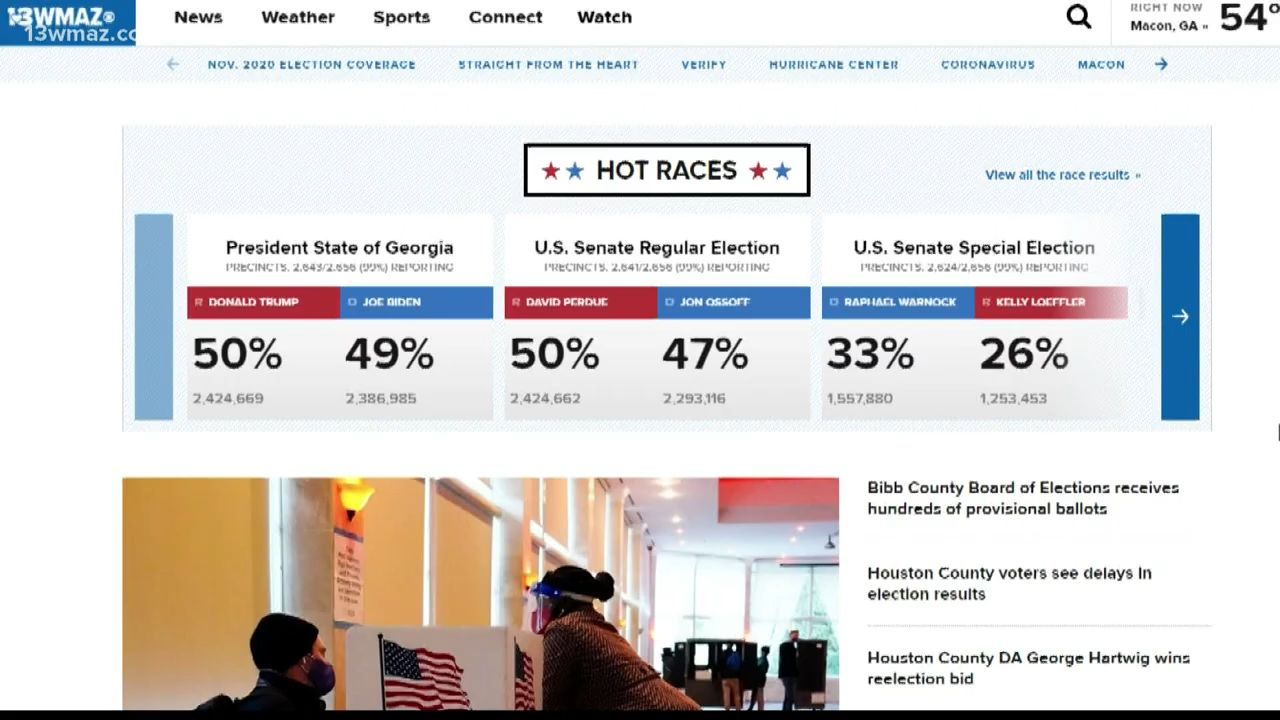 13WMAZ
13wmaz.co
News Weather Sports Connect Watch
RIGHT NOW
Macon, GA »
54°
NOV. 2020 ELECTION COVERAGE STRAIGHT FROM THE HEART VERIFY HURRICANE CENTER CORONAVIRUS MACON
HOT RACES
View all the race results »
President State of Georgia
PRECINCTS. 2,643/2,656 (99%) REPORTING
R DONALD TRUMP D JOE BIDEN
50% 49%
2,424,669 2,386,985
U.S. Senate Regular Election
PRECINCTS. 2,641/2,656 (99%) REPORTING
R DAVID PERDUE D JON OSSOFF
50% 47%
2,424,662 2,293,116
U.S. Senate Special Election
PRECINCTS. 2,624/2,656 (99%) REPORTING
D RAPHAEL WARNOCK R KELLY LOEFFLER
33% 26%
1,557,880 1,253,453
Bibb County Board of Elections receives
hundreds of provisional ballots
Houston County voters see delays in
election results
Houston County DA George Hartwig wins
reelection bid